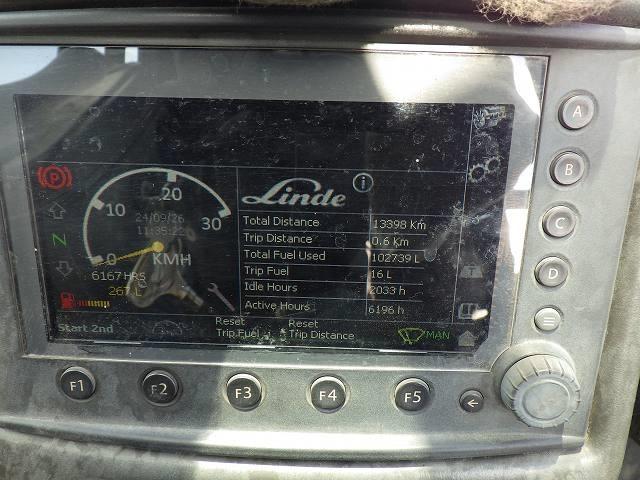 Linde
i
Total Distance 13398 Km
Trip Distance 0.6 Km
Total Fuel Used 102739 L
Trip Fuel 16 L
Idle Hours 2033 h
Active Hours 6196 h
P
0 10 20 30
24/09/26
11:35:22
KMH
N
6167HRS
267 L
Start 2nd
Reset
Trip Fuel
Reset
Trip Distance
MAN
A
B
C
D
F1 F2 F3 F4 F5